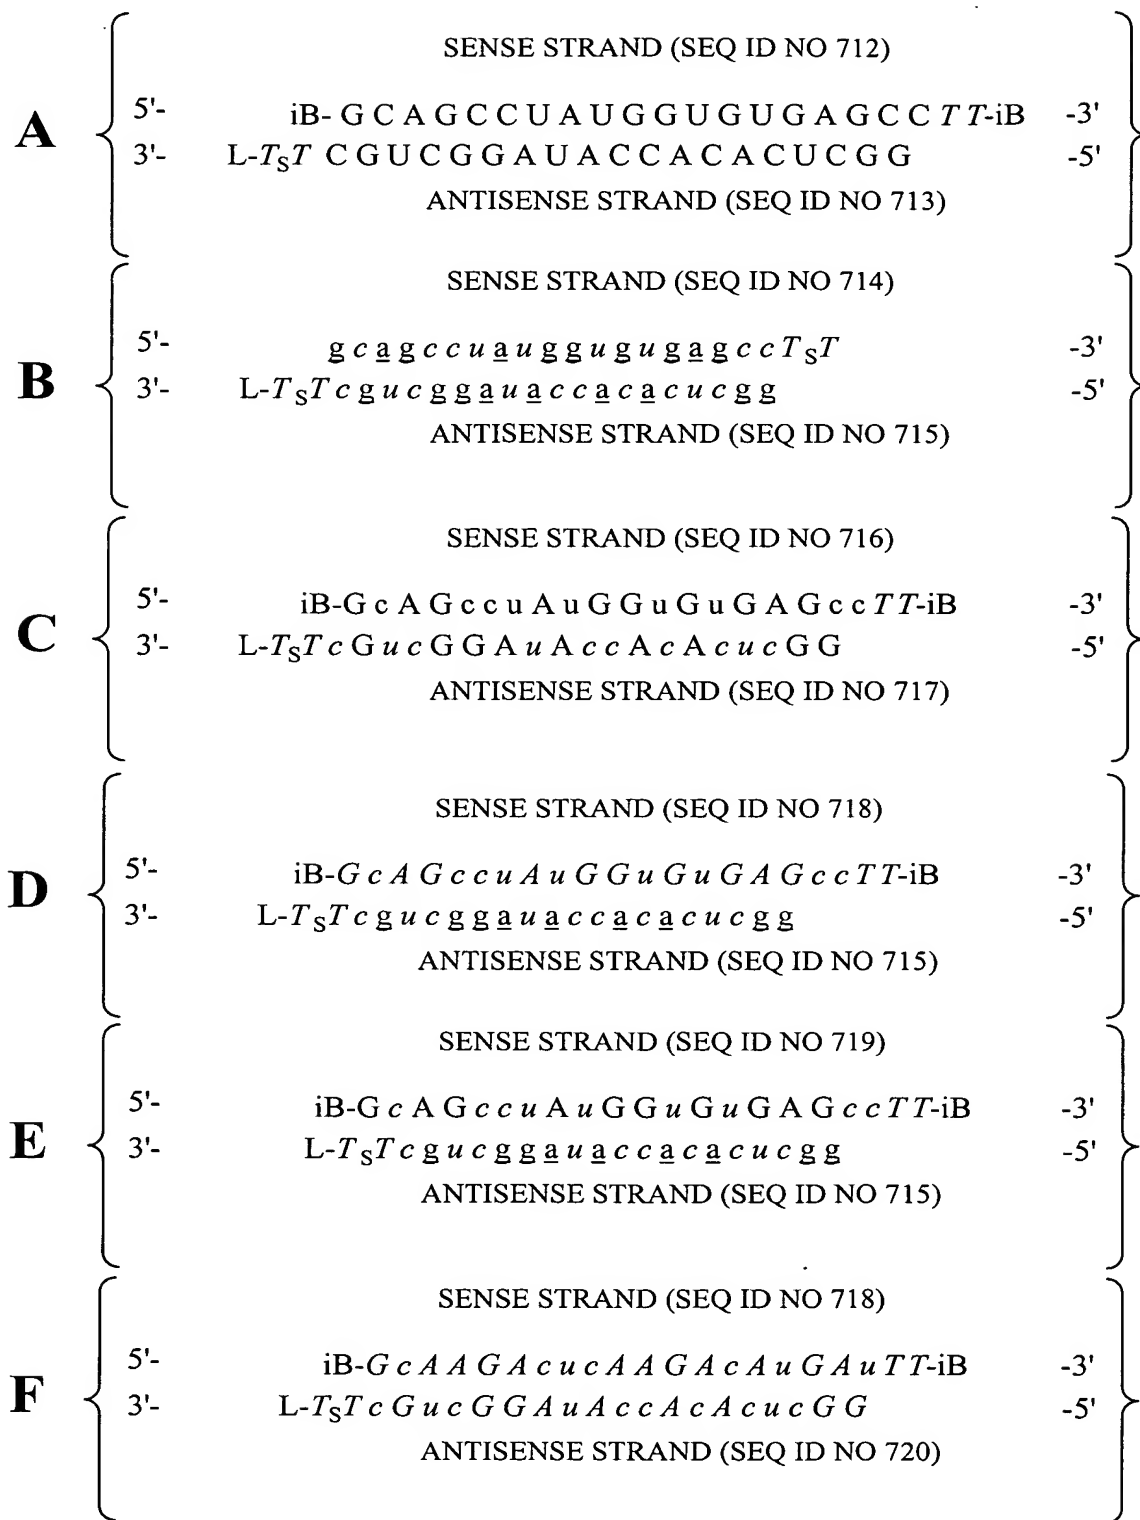 SENSE STRAND (SEQ ID NO 712)
A
5'- iB- G C A G C C U A U G G U G U G A G C C T T-iB -3'
3'- L-TST C G U C G G A U A C C A C A C U C G G -5'
ANTISENSE STRAND (SEQ ID NO 713)
SENSE STRAND (SEQ ID NO 714)
B
5'- g c a g c c u a u g g u g u g a g c c TST -3'
3'- L-TST c g u c g g a u a c c a c a c u c g g -5'
ANTISENSE STRAND (SEQ ID NO 715)
SENSE STRAND (SEQ ID NO 716)
C
5'- iB-G c A G c c u A u G G u G u G A G c c T T-iB -3'
3'- L-TST c G u c G G A u A c c A c A c u c G G -5'
ANTISENSE STRAND (SEQ ID NO 717)
SENSE STRAND (SEQ ID NO 718)
D
5'- iB-G c A G c c u A u G G u G u G A G c c T T-iB -3'
3'- L-TST c g u c g g a u a c c a c a c u c g g -5'
ANTISENSE STRAND (SEQ ID NO 715)
SENSE STRAND (SEQ ID NO 719)
E
5'- iB-G c A G c c u A u G G u G u G A G c c T T-iB -3'
3'- L-TST c g u c g g a u a c c a c a c u c g g -5'
ANTISENSE STRAND (SEQ ID NO 715)
SENSE STRAND (SEQ ID NO 718)
F
5'- iB-G c A A G A c u c A A G A c A u G A u T T-iB -3'
3'- L-TST c G u c G G A u A c c A c A c u c G G -5'
ANTISENSE STRAND (SEQ ID NO 720)